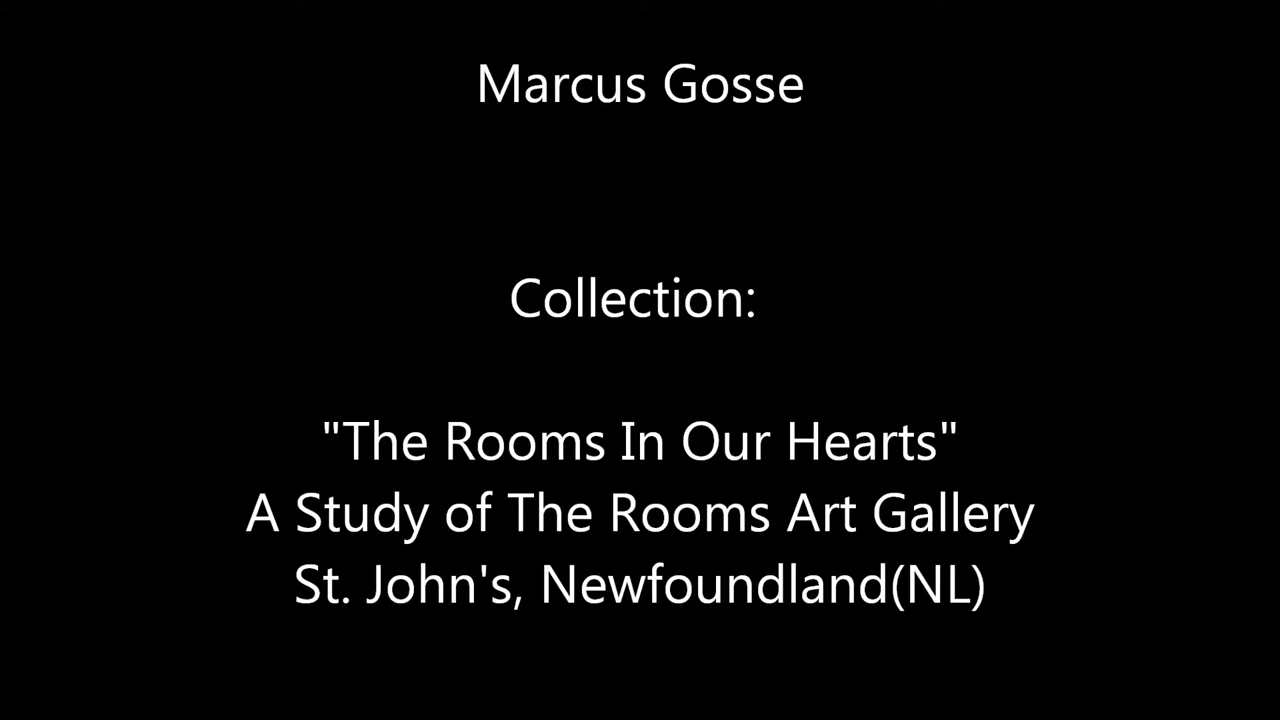 Marcus Gosse
Collection:
"The Rooms In Our Hearts"
A Study of The Rooms Art Gallery
St. John's, Newfoundland(NL)